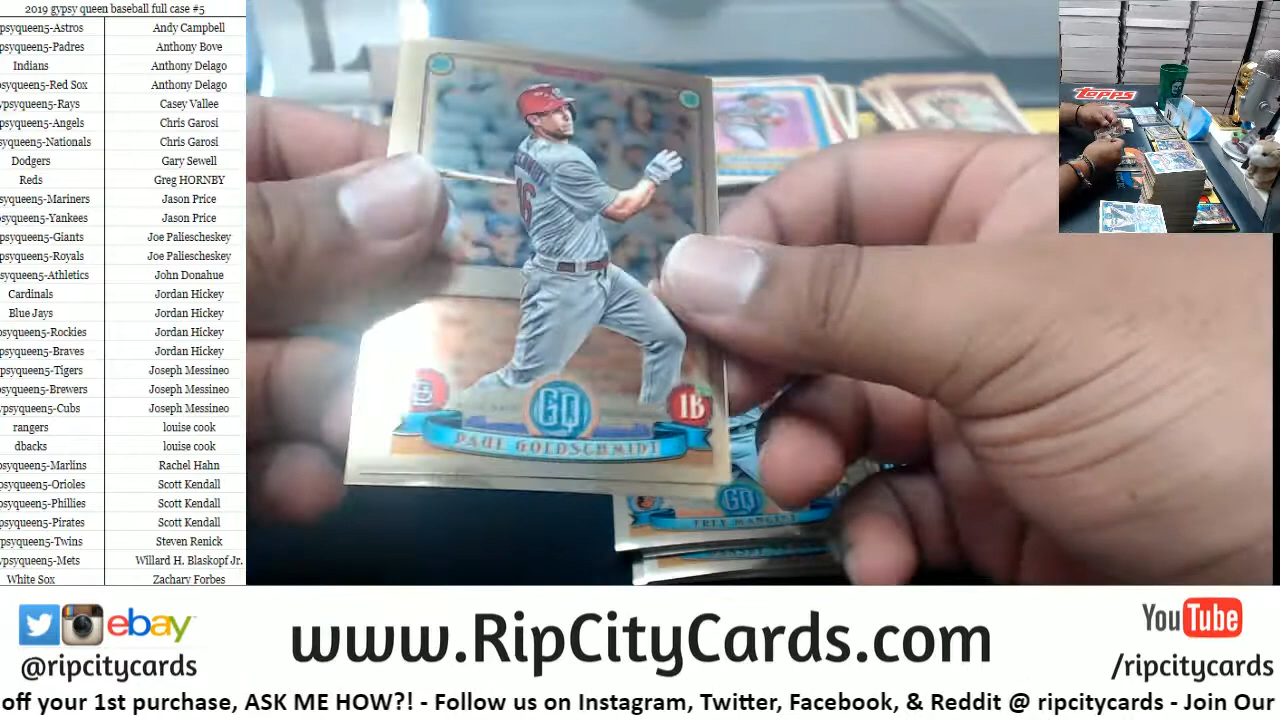 2019 gypsy queen baseball full case #5
psyqueen5-Astros Andy Campbell
psyqueen5-Padres Anthony Bove
Indians Anthony Delago
psyqueen5-Red Sox Anthony Delago
ypsyqueen5-Rays Casey Vallee
psyqueen5-Angels Chris Garosi
psyqueen5-Nationals Chris Garosi
Dodgers Gary Sewell
Reds Greg HORNBY
psyqueen5-Mariners Jason Price
psyqueen5-Yankees Jason Price
psyqueen5-Giants Joe Paliescheskey
psyqueen5-Royals Joe Paliescheskey
psyqueen5-Athletics John Donahue
Cardinals Jordan Hickey
Blue Jays Jordan Hickey
psyqueen5-Rockies Jordan Hickey
psyqueen5-Braves Jordan Hickey
psyqueen5-Tigers Joseph Messineo
psyqueen5-Brewers Joseph Messineo
ypsyqueen5-Cubs Joseph Messineo
rangers louise cook
dbacks louise cook
psyqueen5-Marlins Rachel Hahn
psyqueen5-Orioles Scott Kendall
psyqueen5-Phillies Scott Kendall
psyqueen5-Pirates Scott Kendall
psyqueen5-Twins Steven Renick
ypsyqueen5-Mets Willard H. Blaskopf Jr.
White Sox Zachary Forbes
Topps
GQ
1B
PAUL GOLDSCHMIDT
GQ
TREY MANCINI
ebay
@ripcitycards
www.RipCityCards.com
YouTube
/ripcitycards
off your 1st purchase, ASK ME HOW?! - Follow us on Instagram, Twitter, Facebook, & Reddit @ ripcitycards - Join Our